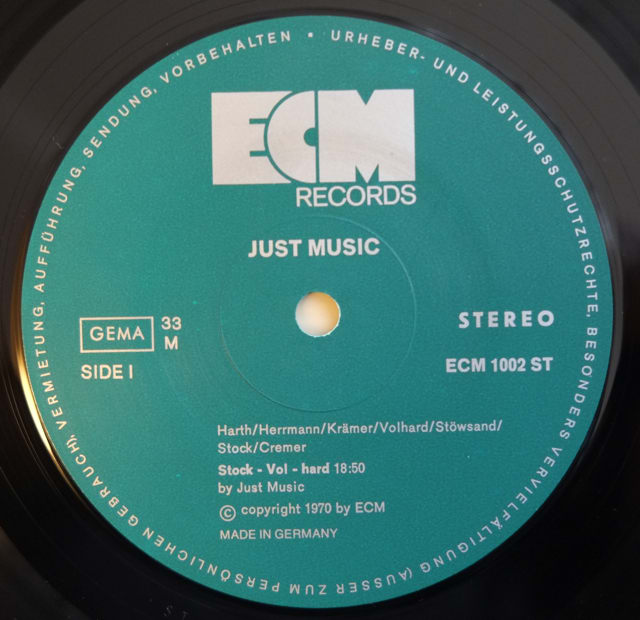 URHEBER- UND LEISTUNGSSCHUTZRECHTE, BESONDERS VERVIELFÄLTIGUNG (AUSSER ZUM PERSÖNLICHEN GEBRAUCH), VERMIETUNG, AUFFÜHRUNG, SENDUNG, VORBEHALTEN •
ECM
RECORDS
JUST MUSIC
GEMA 33 M
SIDE I
STEREO
ECM 1002 ST
Harth/Herrmann/Krämer/Volhard/Stöwsand/
Stock/Cremer
Stock - Vol - hard 18:50
by Just Music
© copyright 1970 by ECM
MADE IN GERMANY